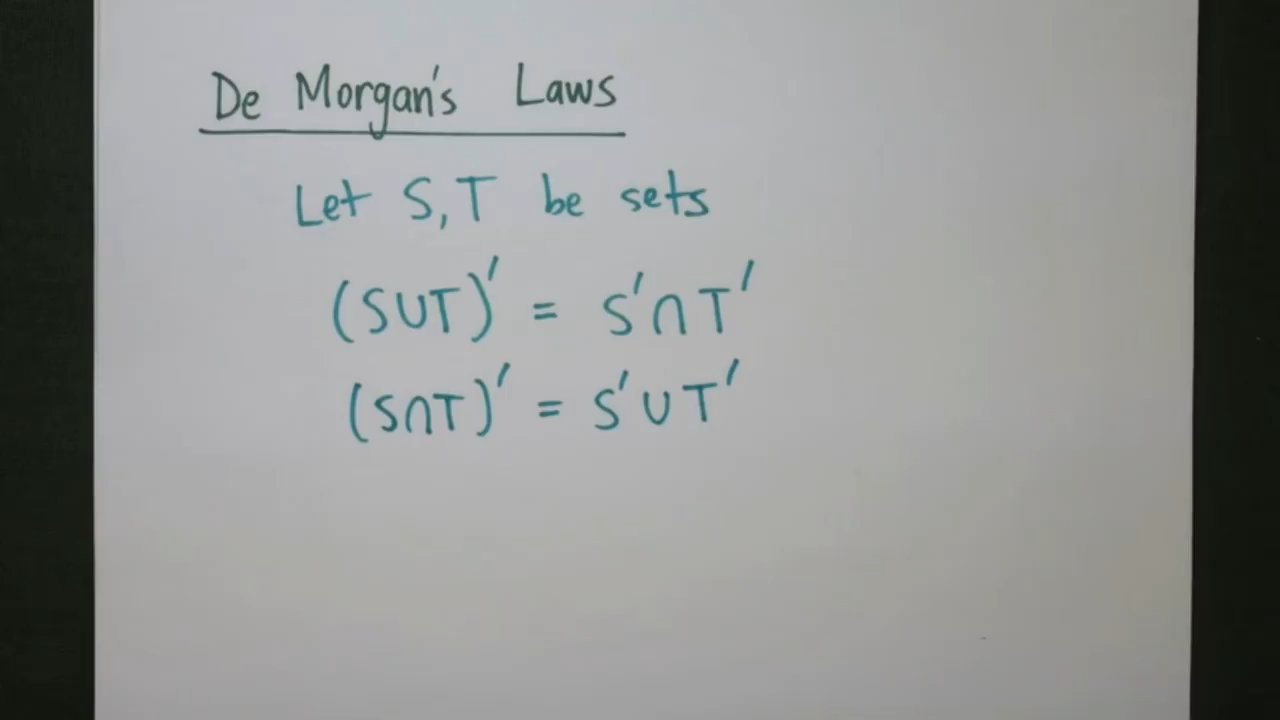 De Morgan's Laws
Let S, T be sets
(S∪T)' = S'∩T'
(S∩T)' = S'∪T'